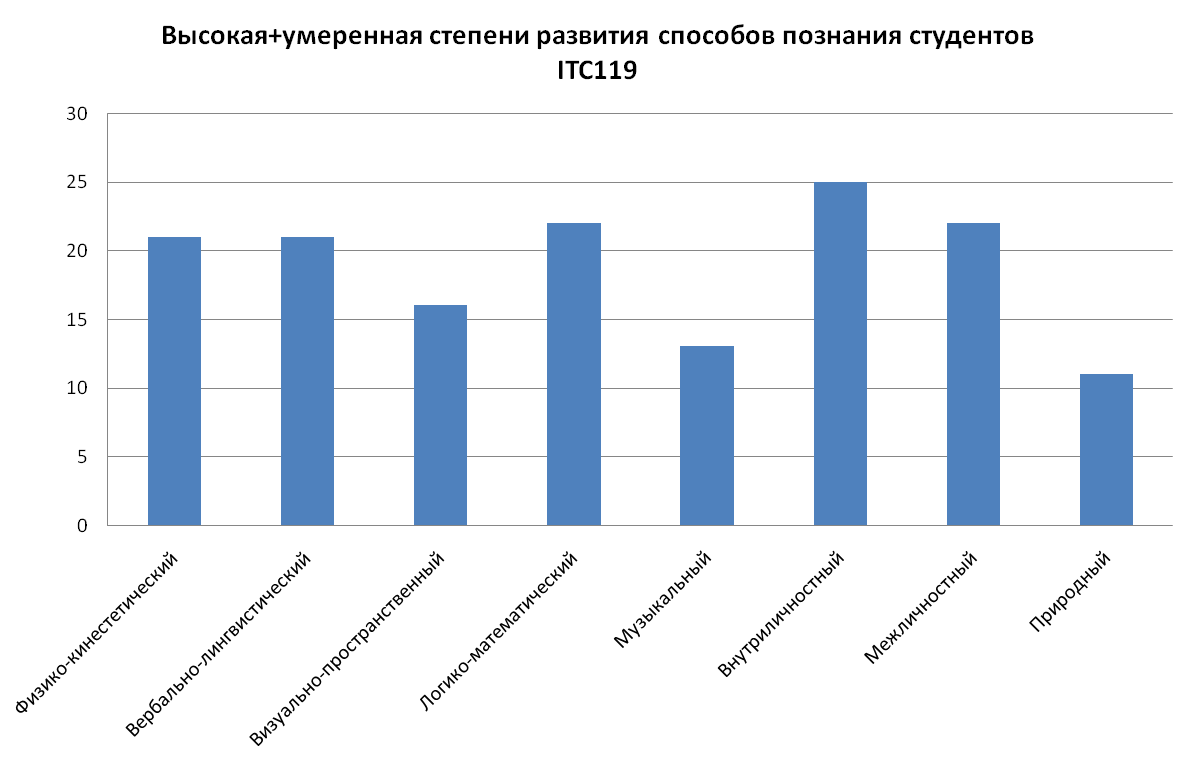 Высокая+умеренная степени развития способов познания студентов
ITC119
30
25
20
15
10
5
0
Физико-кинестетический
Вербально-лингвистический
Визуально-пространственный
Логико-математический
Музыкальный
Внутриличностный
Межличностный
Природный